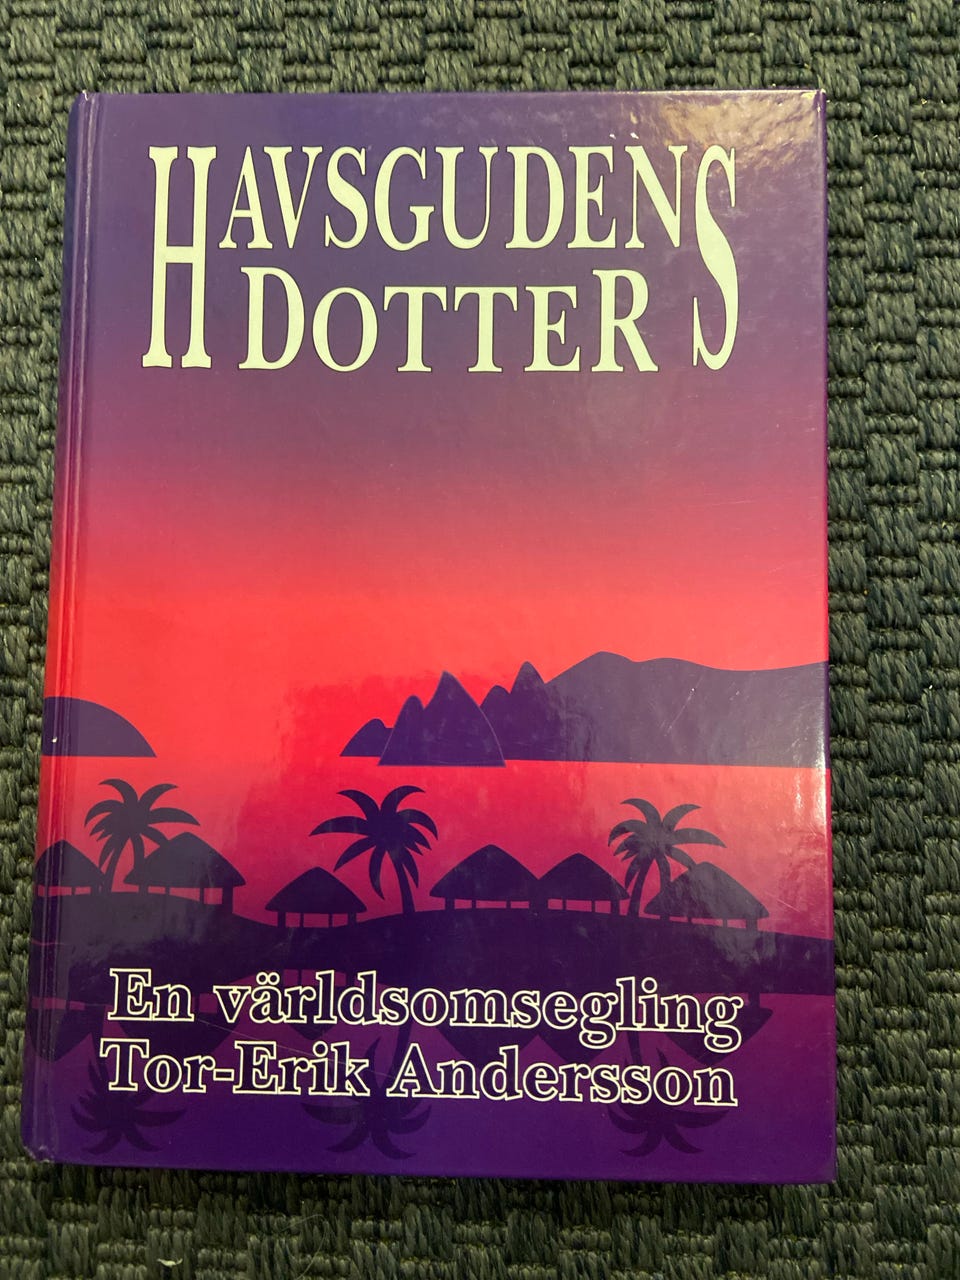 HAVSGUDENS
DOTTER
En världsomsegling
Tor-Erik Andersson